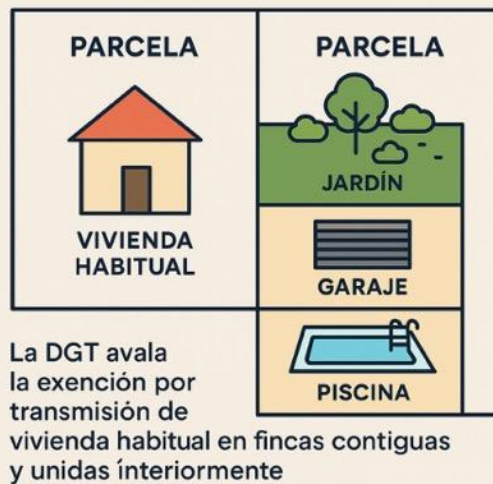 PARCELA
VIVIENDA
HABITUAL
PARCELA
JARDÍN
GARAJE
PISCINA
La DGT avala
la exención por
transmisión de
vivienda habitual en fincas contiguas
y unidas ínteriormente